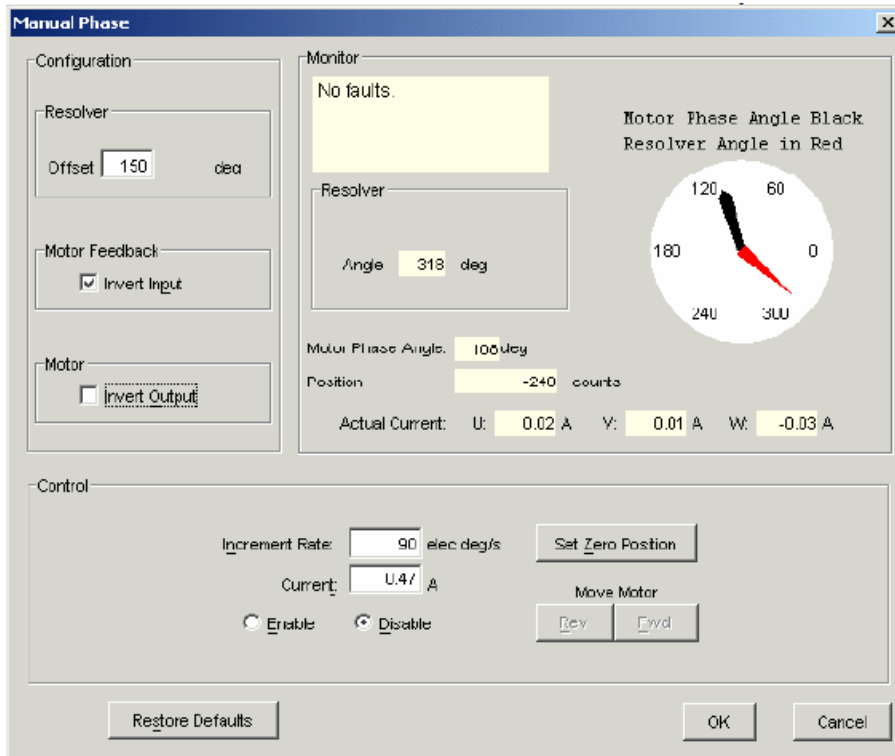 Manual Phase
Configuration
Resolver
Offset 150 deg
Motor Feedback
Invert Input
Motor
Invert Output
Monitor
No faults.
Motor Phase Angle Black
Resolver Angle in Red
120 60
180 0
240 300
Resolver
Angle 318 deg
Motor Phase Angle: deg
Position -240 counts
Actual Current: U: 0.02 A V: 0.01 A W: -0.03 A
Control
Increment Rate: 90 elec deg/s
Current: 0.47 A
Enable Disable
Set Zero Postion
Move Motor
Rev Fwd
Restore Defaults
OK
Cancel